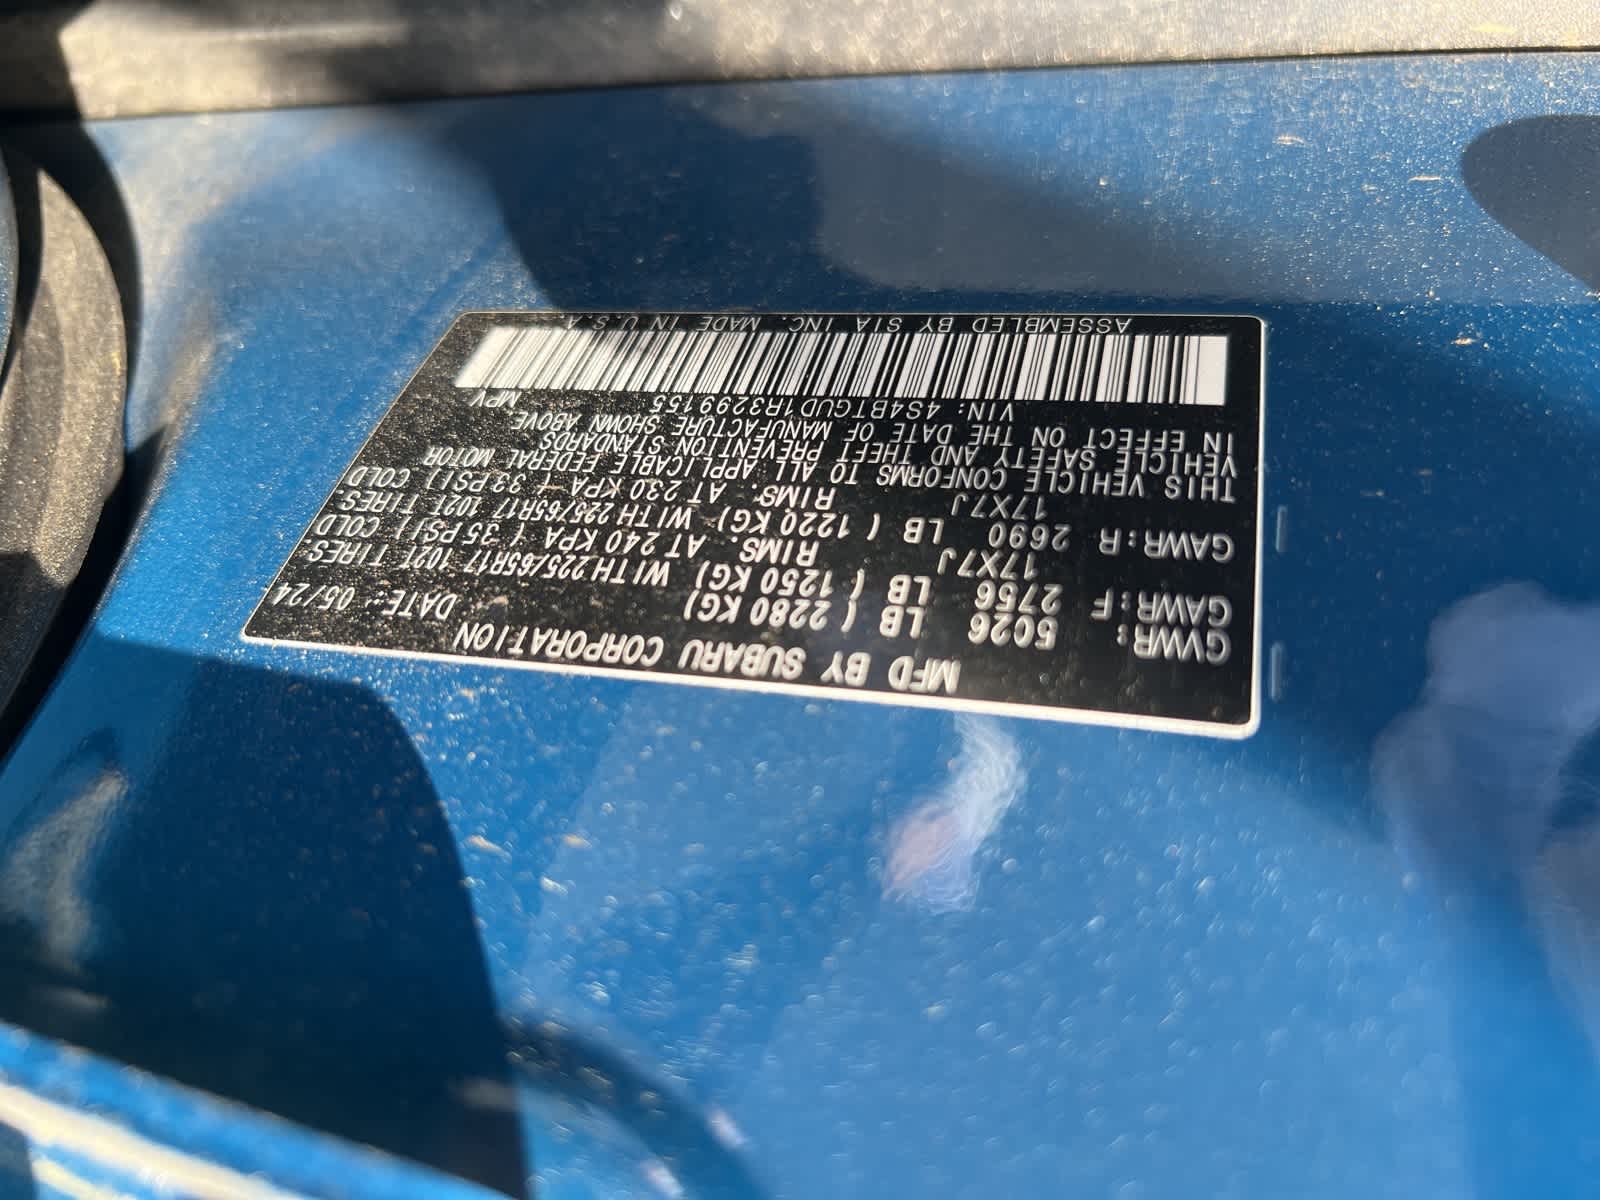 MFD BY SUBARU CORPORATION DATE: 05/24
GVWR: 5026 LB ( 2280 KG)
GAWR:F 2756 LB ( 1250 KG) WITH 225/65R17 102T TIRES.
17X7J RIMS. AT 240 KPA ( 35 PSI) COLD
GAWR:R 2690 LB ( 1220 KG) WITH 225/65R17 102T TIRES.
17X7J RIMS. AT 230 KPA ( 33 PSI) COLD
THIS VEHICLE CONFORMS TO ALL APPLICABLE FEDERAL MOTOR
VEHICLE SAFETY AND THEFT PREVENTION STANDARDS
IN EFFECT ON THE DATE OF MANUFACTURE SHOWN ABOVE
VIN: 4S4BTGUD1R3299155 MPV
ASSEMBLED BY SIA INC. MADE IN U.S.A.